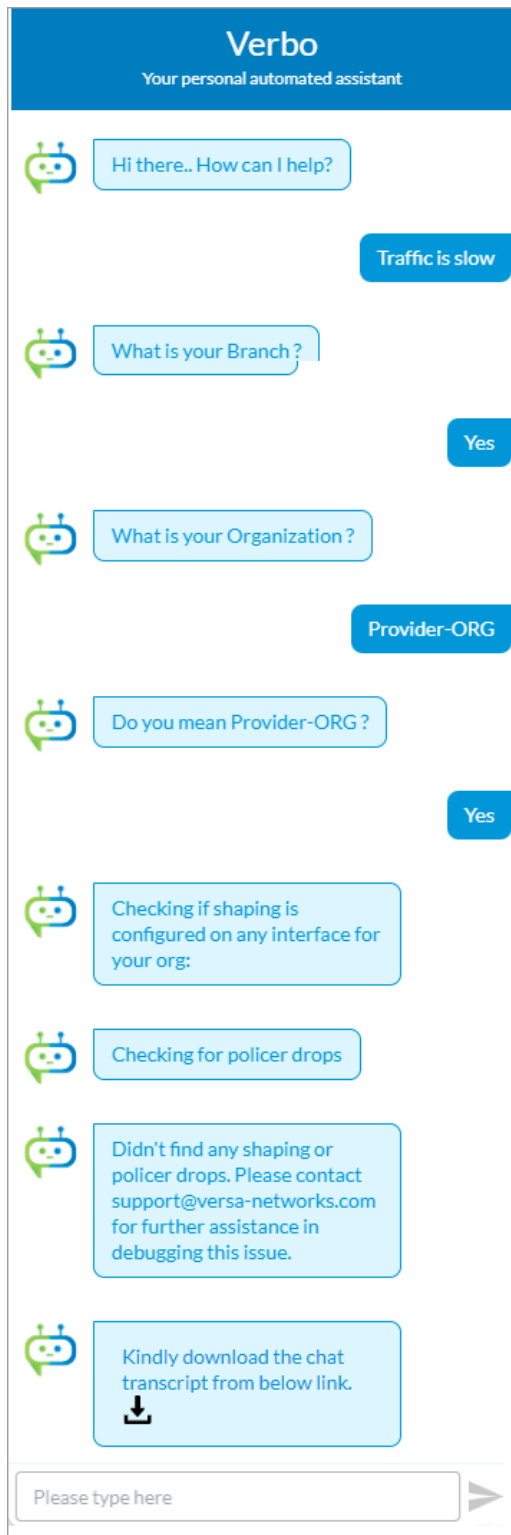 Verbo
Your personal automated assistant
Hi there.. How can I help?
Traffic is slow
What is your Branch ?
Yes
What is your Organization ?
Provider-ORG
Do you mean Provider-ORG ?
Yes
Checking if shaping is
configured on any interface for
your org:
Checking for policer drops
Didn't find any shaping or
policer drops. Please contact
support@versa-networks.com
for further assistance in
debugging this issue.
Kindly download the chat
transcript from below link.
Please type here